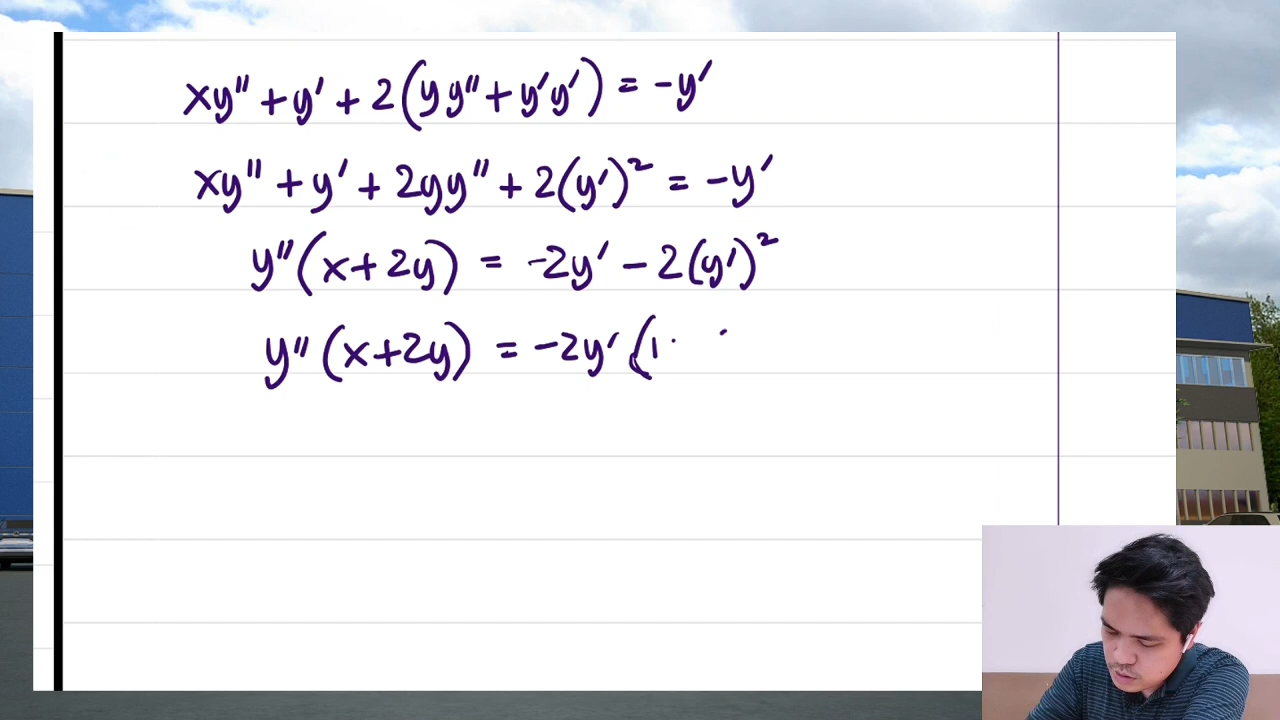 xy'' + y' + 2(yy'' + y'y') = -y'
xy'' + y' + 2yy'' + 2(y')² = -y'
y''(x+2y) = -2y' - 2(y')²
y''(x+2y) = -2y'(1